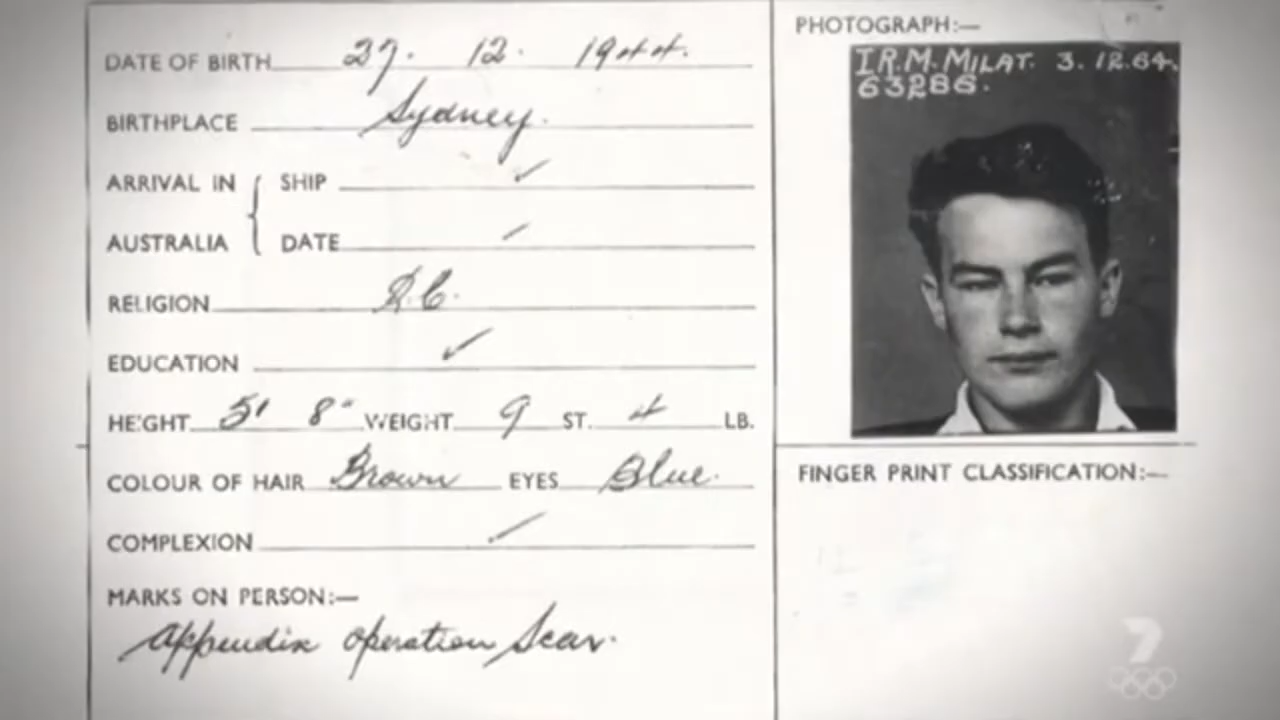 DATE OF BIRTH 27. 12. 1944.
BIRTHPLACE Sydney.
ARRIVAL IN SHIP
AUSTRALIA DATE
RELIGION R.C.
EDUCATION
HEIGHT 5' 8" WEIGHT 9 ST. 4 LB.
COLOUR OF HAIR Brown EYES Blue.
COMPLEXION
MARKS ON PERSON:—
Appendix operation Scar.
PHOTOGRAPH:—
I.R.M. MILAT. 3. 12. 64.
63286.
FINGER PRINT CLASSIFICATION:—
7